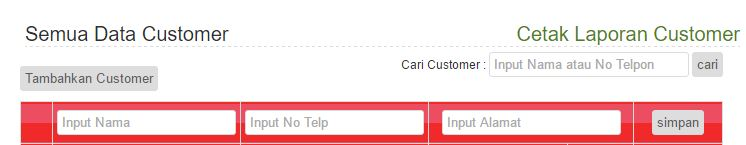 Semua Data Customer
Cetak Laporan Customer
Cari Customer : Input Nama atau No Telpon cari
Tambahkan Customer
Input Nama Input No Telp Input Alamat simpan